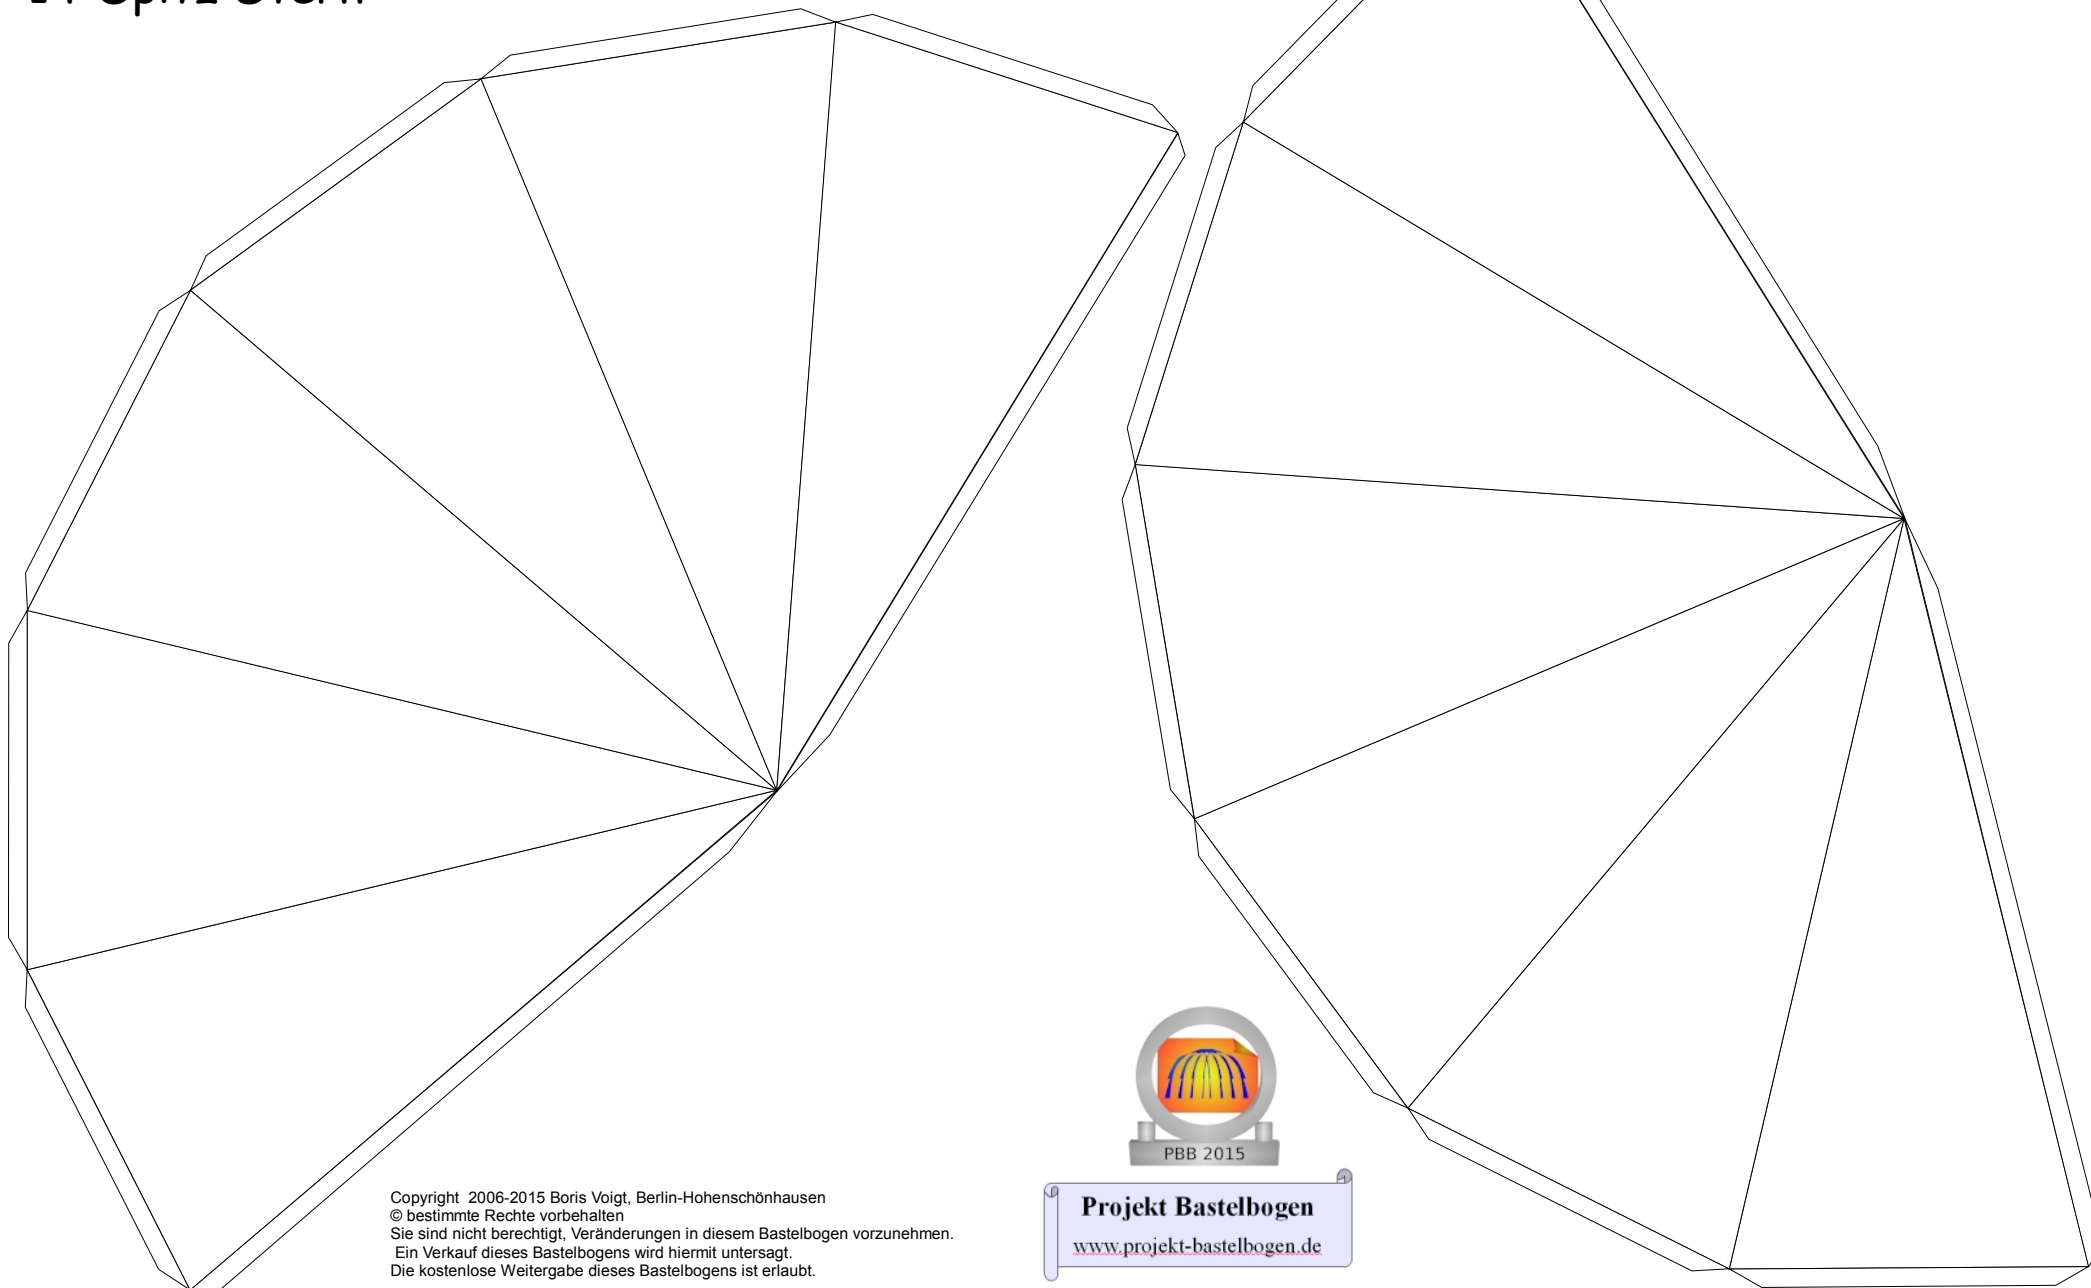 Copyright 2006-2015 Boris Voigt, Berlin-Hohenschönhausen
© bestimmte Rechte vorbehalten
Sie sind nicht berechtigt, Veränderungen in diesem Bastelbogen vorzunehmen.
Ein Verkauf dieses Bastelbogens wird hiermit untersagt.
Die kostenlose Weitergabe dieses Bastelbogens ist erlaubt.
PBB 2015
Projekt Bastelbogen
www.projekt-bastelbogen.de